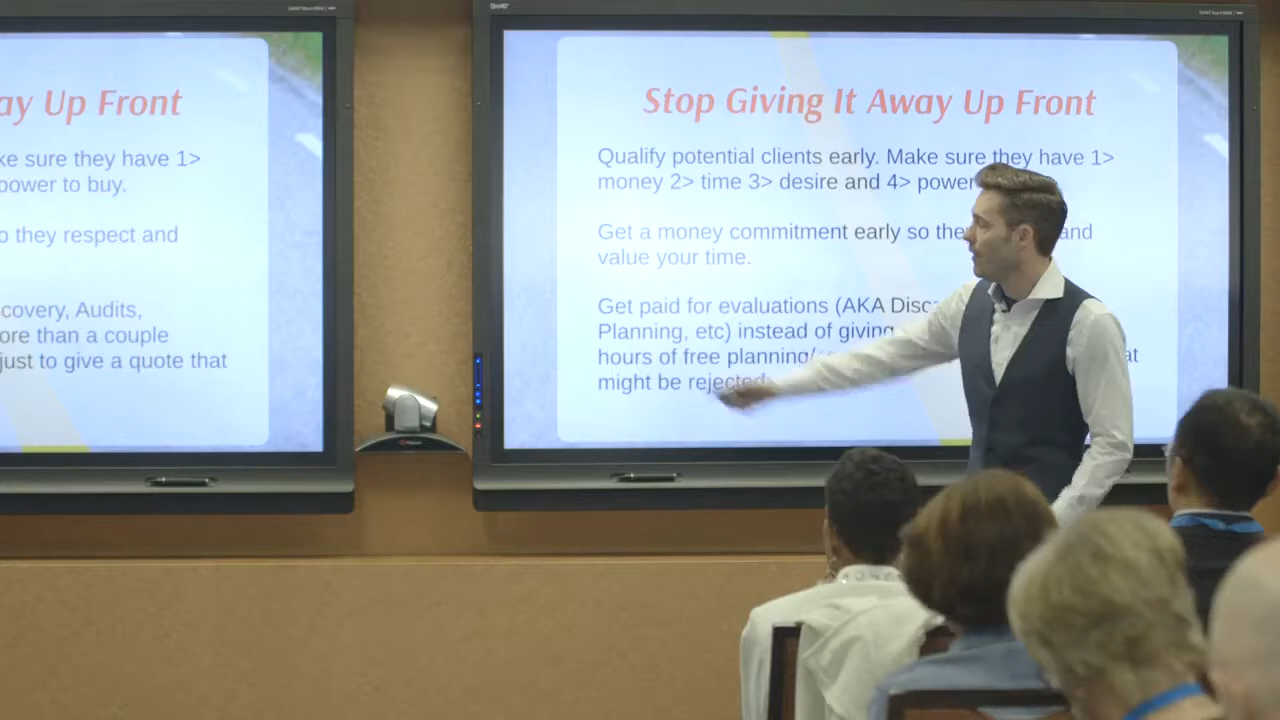 SMART
ay Up Front
ke sure they have 1>
power to buy.
o they respect and
covery, Audits,
ore than a couple
just to give a quote that
Stop Giving It Away Up Front
Qualify potential clients early. Make sure they have 1>
money 2> time 3> desire and 4> power
Get a money commitment early so the and
value your time.
Get paid for evaluations (AKA Disc
Planning, etc) instead of giving
hours of free planning/ at
might be rejected